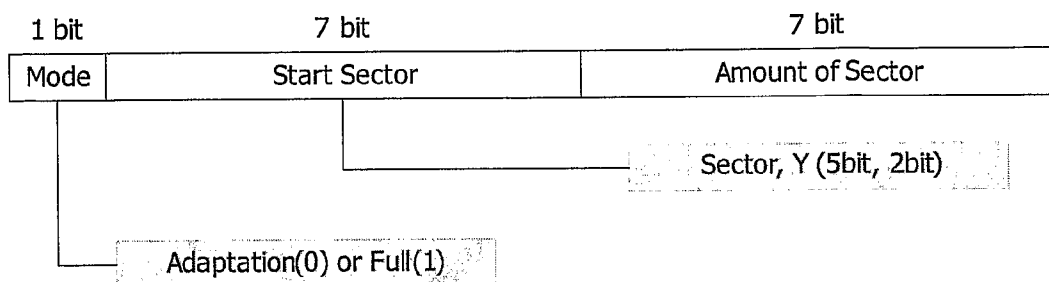 1 bit 7 bit 7 bit
Mode Start Sector Amount of Sector
Sector, Y (5bit, 2bit)
Adaptation(0) or Full(1)